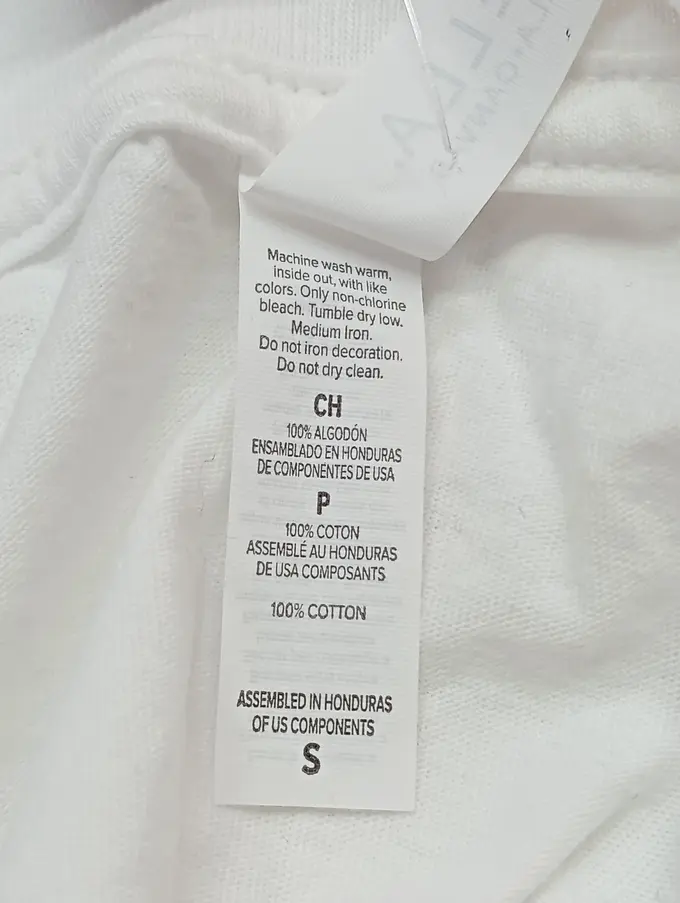 Machine wash warm,
inside out, with like
colors. Only non-chlorine
bleach. Tumble dry low.
Medium Iron.
Do not iron decoration.
Do not dry clean.
CH
100% ALGODÓN
ENSAMBLADO EN HONDURAS
DE COMPONENTES DE USA
P
100% COTON
ASSEMBLÉ AU HONDURAS
DE USA COMPOSANTS
100% COTTON
ASSEMBLED IN HONDURAS
OF US COMPONENTS
S